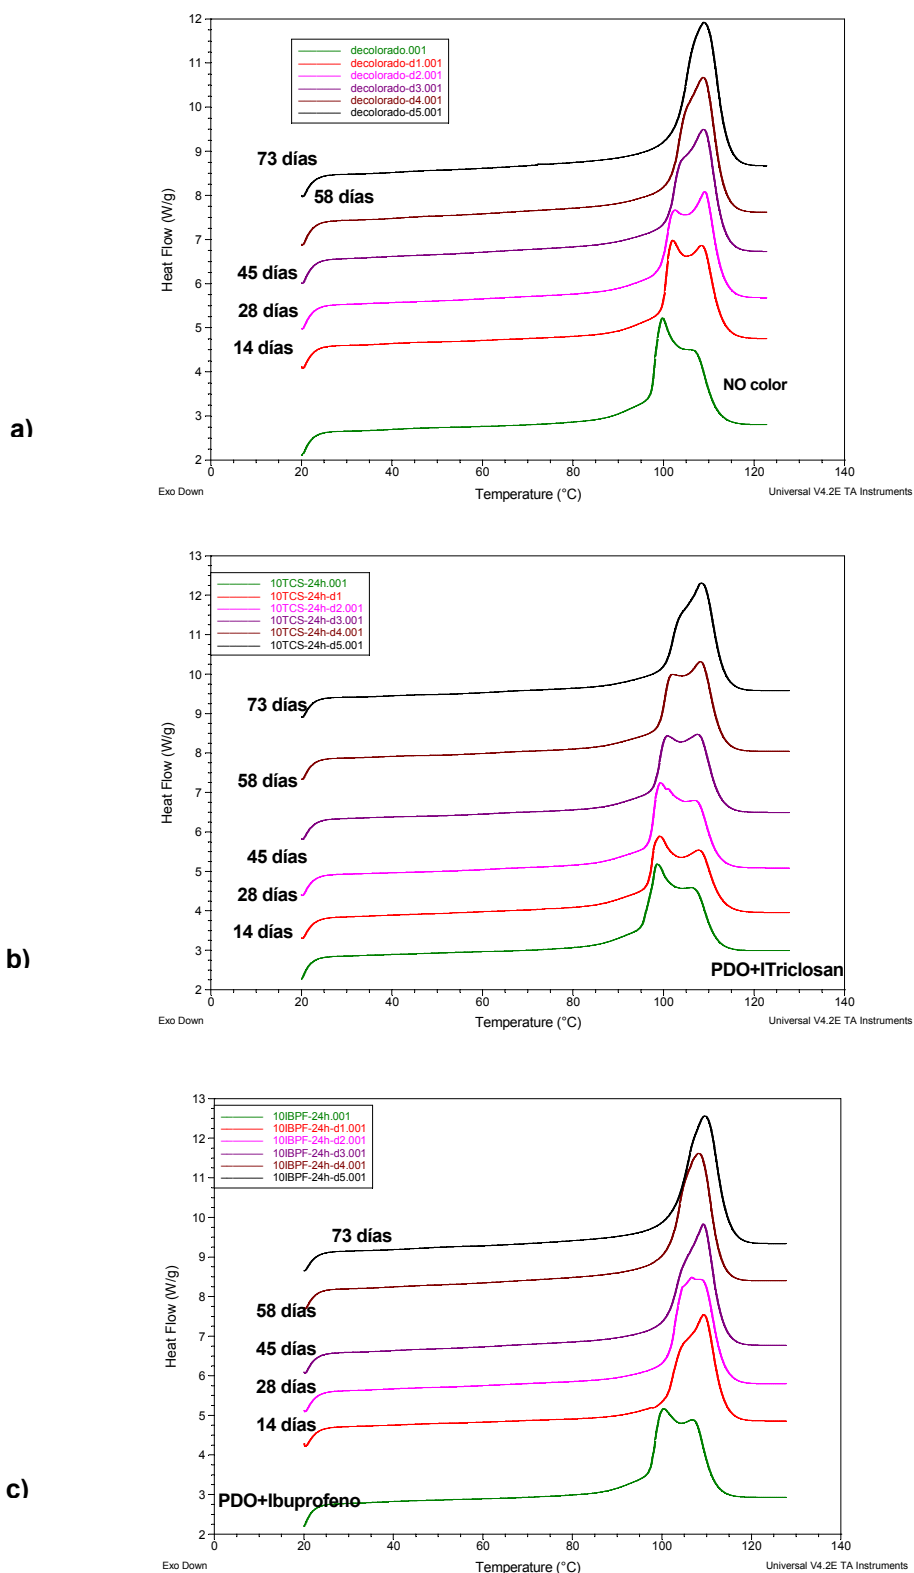 12
decolorado.001
decolorado-d1.001
decolorado-d2.001
decolorado-d3.001
decolorado-d4.001
decolorado-d5.001
11
10
9
8
7
6
5
4
3
2
Heat Flow (W/g)
73 días
58 días
45 días
28 días
14 días
NO color
a)
0 20 40 60 80 100 120 140
Exo Down
Temperature (°C)
Universal V4.2E TA Instruments
13
10TCS-24h.001
10TCS-24h-d1
10TCS-24h-d2.001
10TCS-24h-d3.001
10TCS-24h-d4.001
10TCS-24h-d5.001
12
11
10
9
8
7
6
5
4
3
2
Heat Flow (W/g)
73 días
58 días
45 días
28 días
14 días
b)
PDO+ITriclosan
0 20 40 60 80 100 120 140
Exo Down
Temperature (°C)
Universal V4.2E TA Instruments
13
10IBPF-24h.001
10IBPF-24h-d1.001
10IBPF-24h-d2.001
10IBPF-24h-d3.001
10IBPF-24h-d4.001
10IBPF-24h-d5.001
12
11
10
9
8
7
6
5
4
3
2
Heat Flow (W/g)
73 días
58 días
45 días
28 días
14 días
c)
PDO+Ibuprofeno
0 20 40 60 80 100 120 140
Exo Down
Temperature (°C)
Universal V4.2E TA Instruments